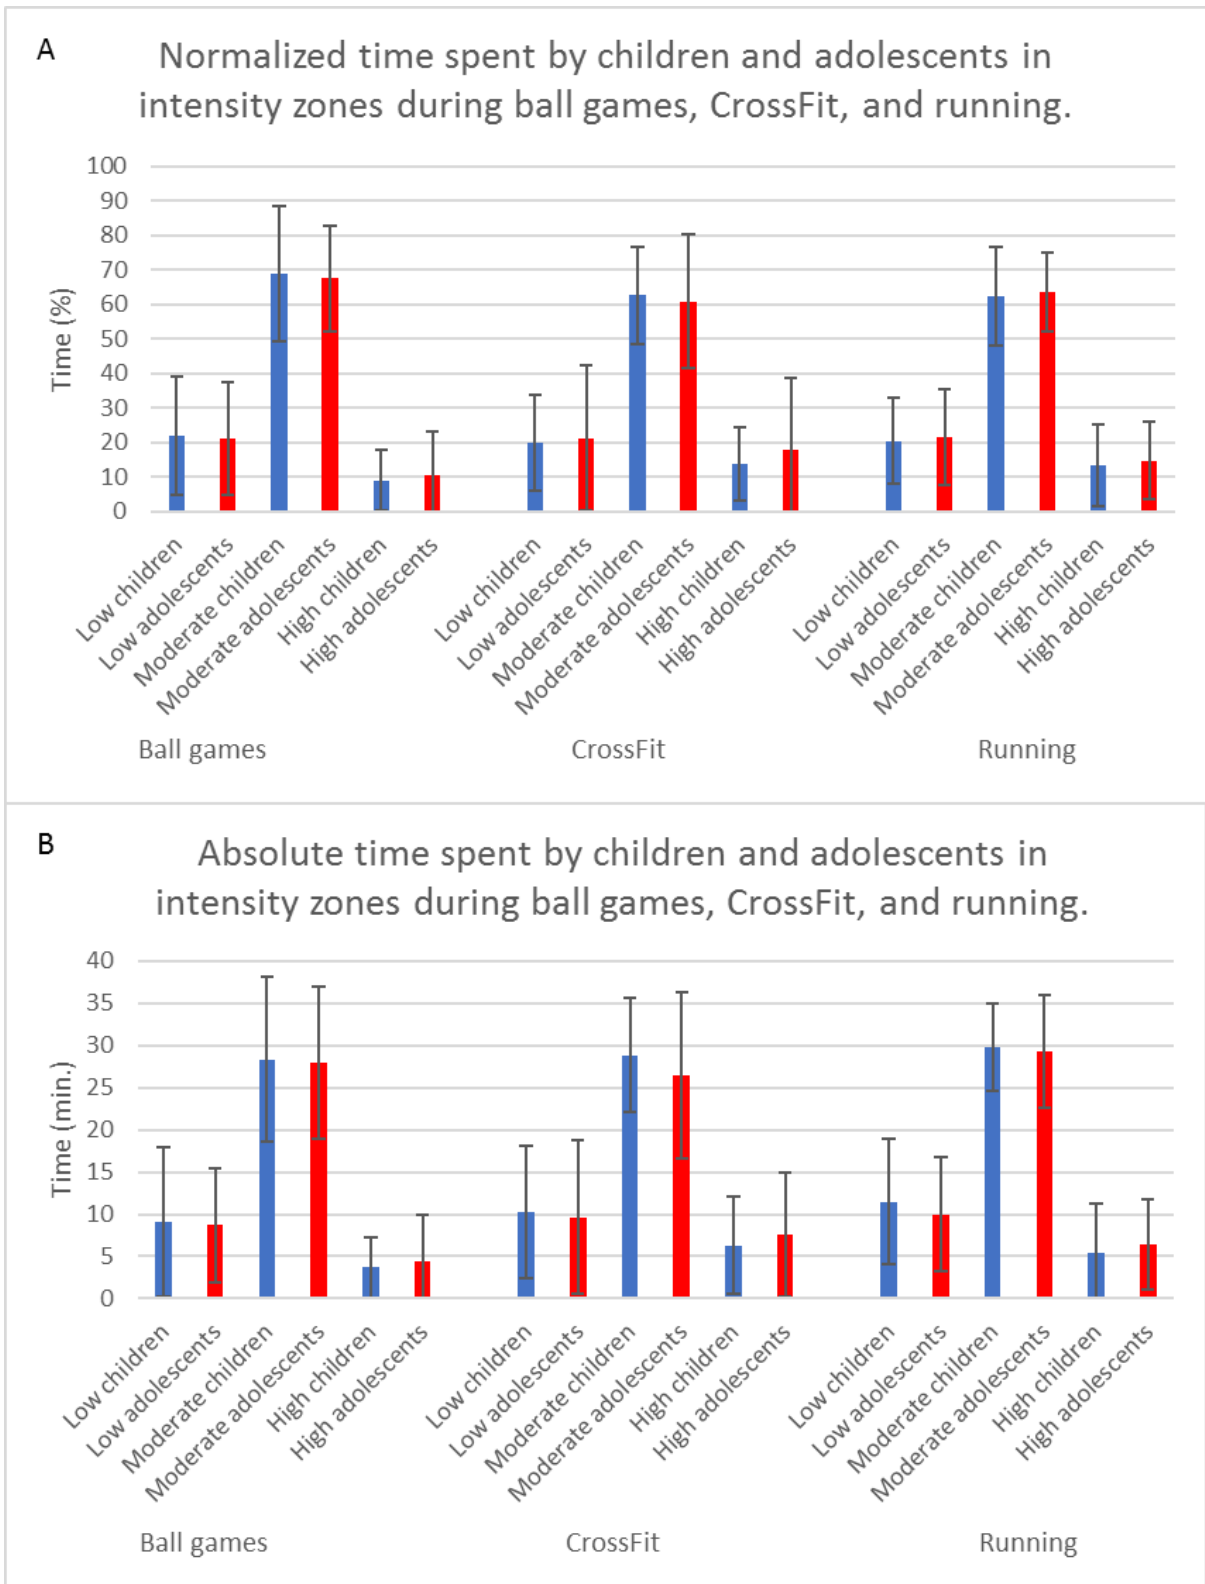 A
Normalized time spent by children and adolescents in
intensity zones during ball games, CrossFit, and running.
100
90
80
70
60
50
40
30
20
10
0
Time (%)
Low children
Low adolescents
Moderate children
Moderate adolescents
High children
High adolescents
Low children
Low adolescents
Moderate children
Moderate adolescents
High children
High adolescents
Low children
Low adolescents
Moderate children
Moderate adolescents
High children
High adolescents
Ball games
CrossFit
Running
B
Absolute time spent by children and adolescents in
intensity zones during ball games, CrossFit, and running.
40
35
30
25
20
15
10
5
0
Time (min.)
Low children
Low adolescents
Moderate children
Moderate adolescents
High children
High adolescents
Low children
Low adolescents
Moderate children
Moderate adolescents
High children
High adolescents
Low children
Low adolescents
Moderate children
Moderate adolescents
High children
High adolescents
Ball games
CrossFit
Running